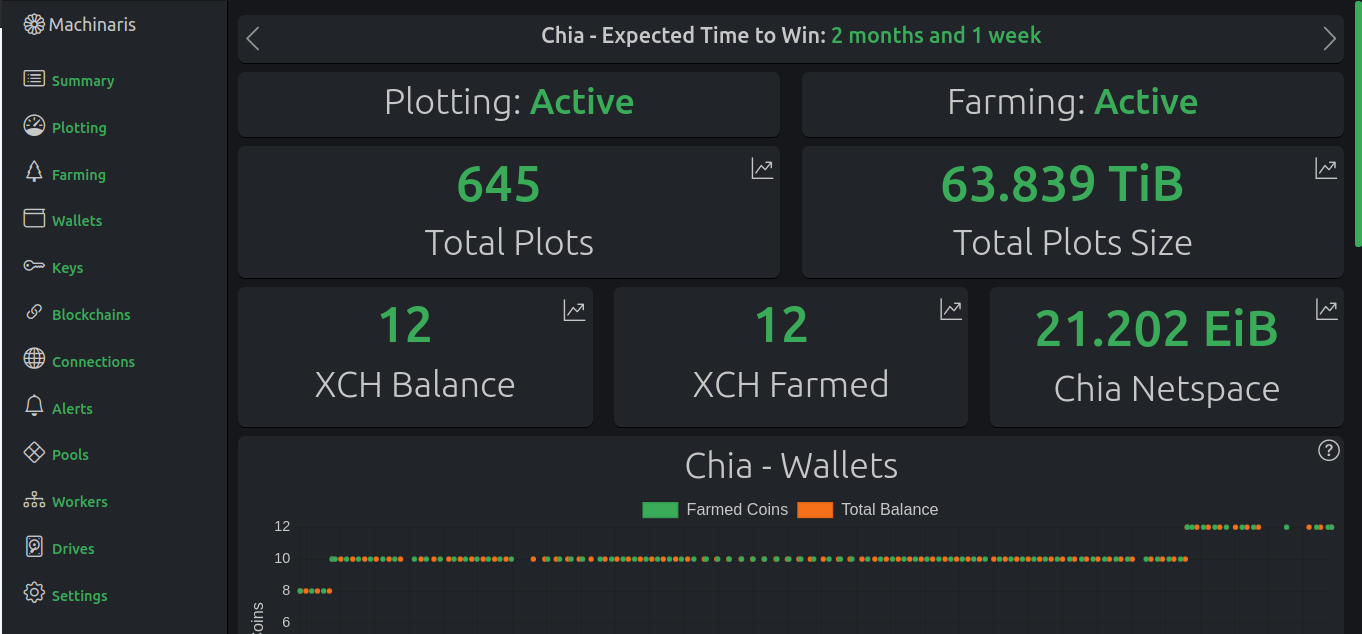 Machinaris
Summary
Plotting
Farming
Wallets
Keys
Blockchains
Connections
Alerts
Pools
Workers
Drives
Settings
Chia - Expected Time to Win: 2 months and 1 week
Plotting: Active
Farming: Active
645
Total Plots
63.839 TiB
Total Plots Size
12
XCH Balance
12
XCH Farmed
21.202 EiB
Chia Netspace
Chia - Wallets
?
Farmed Coins Total Balance
12
10
8
6